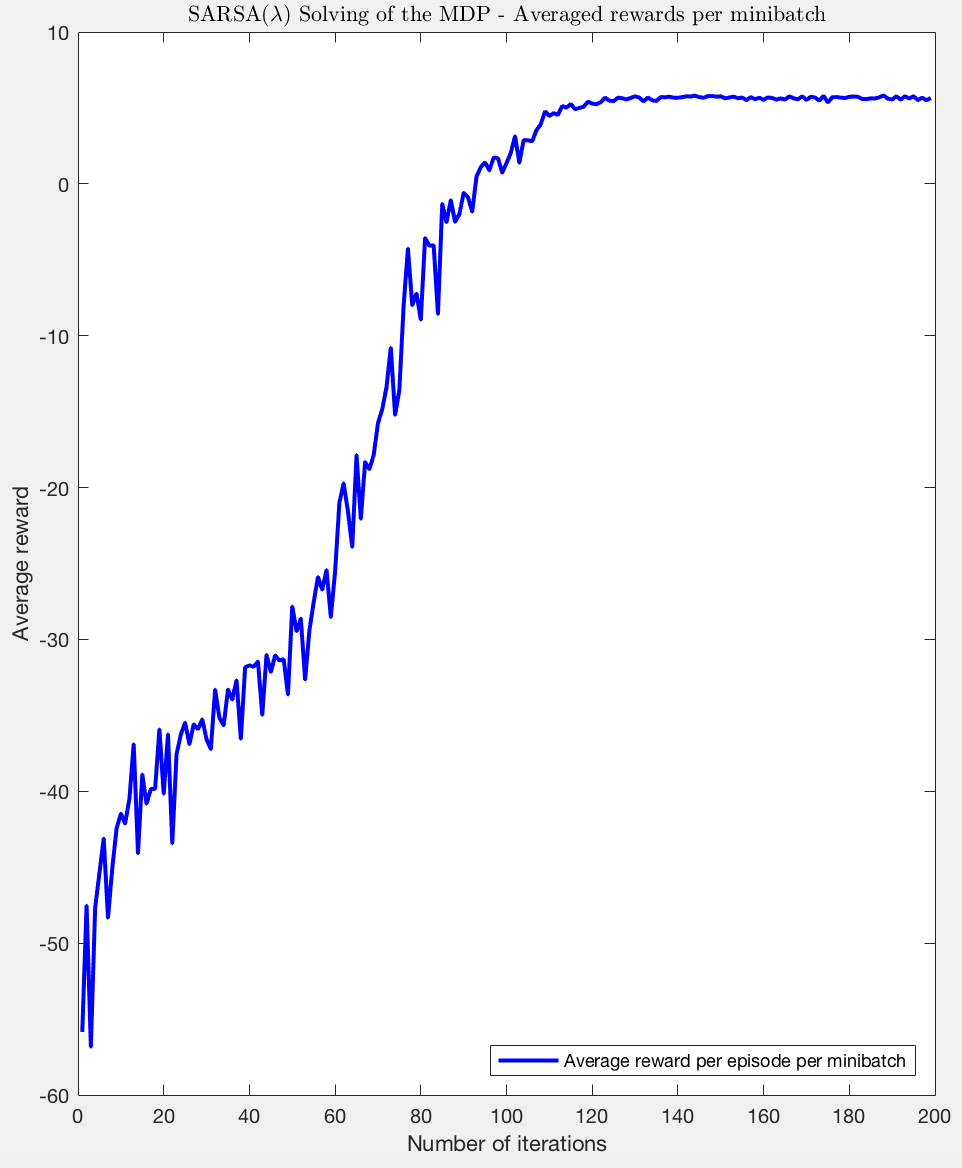 SARSA(λ) Solving of the MDP - Averaged rewards per minibatch
10
0
-10
-20
-30
-40
-50
-60
Average reward
Average reward per episode per minibatch
0 20 40 60 80 100 120 140 160 180 200
Number of iterations